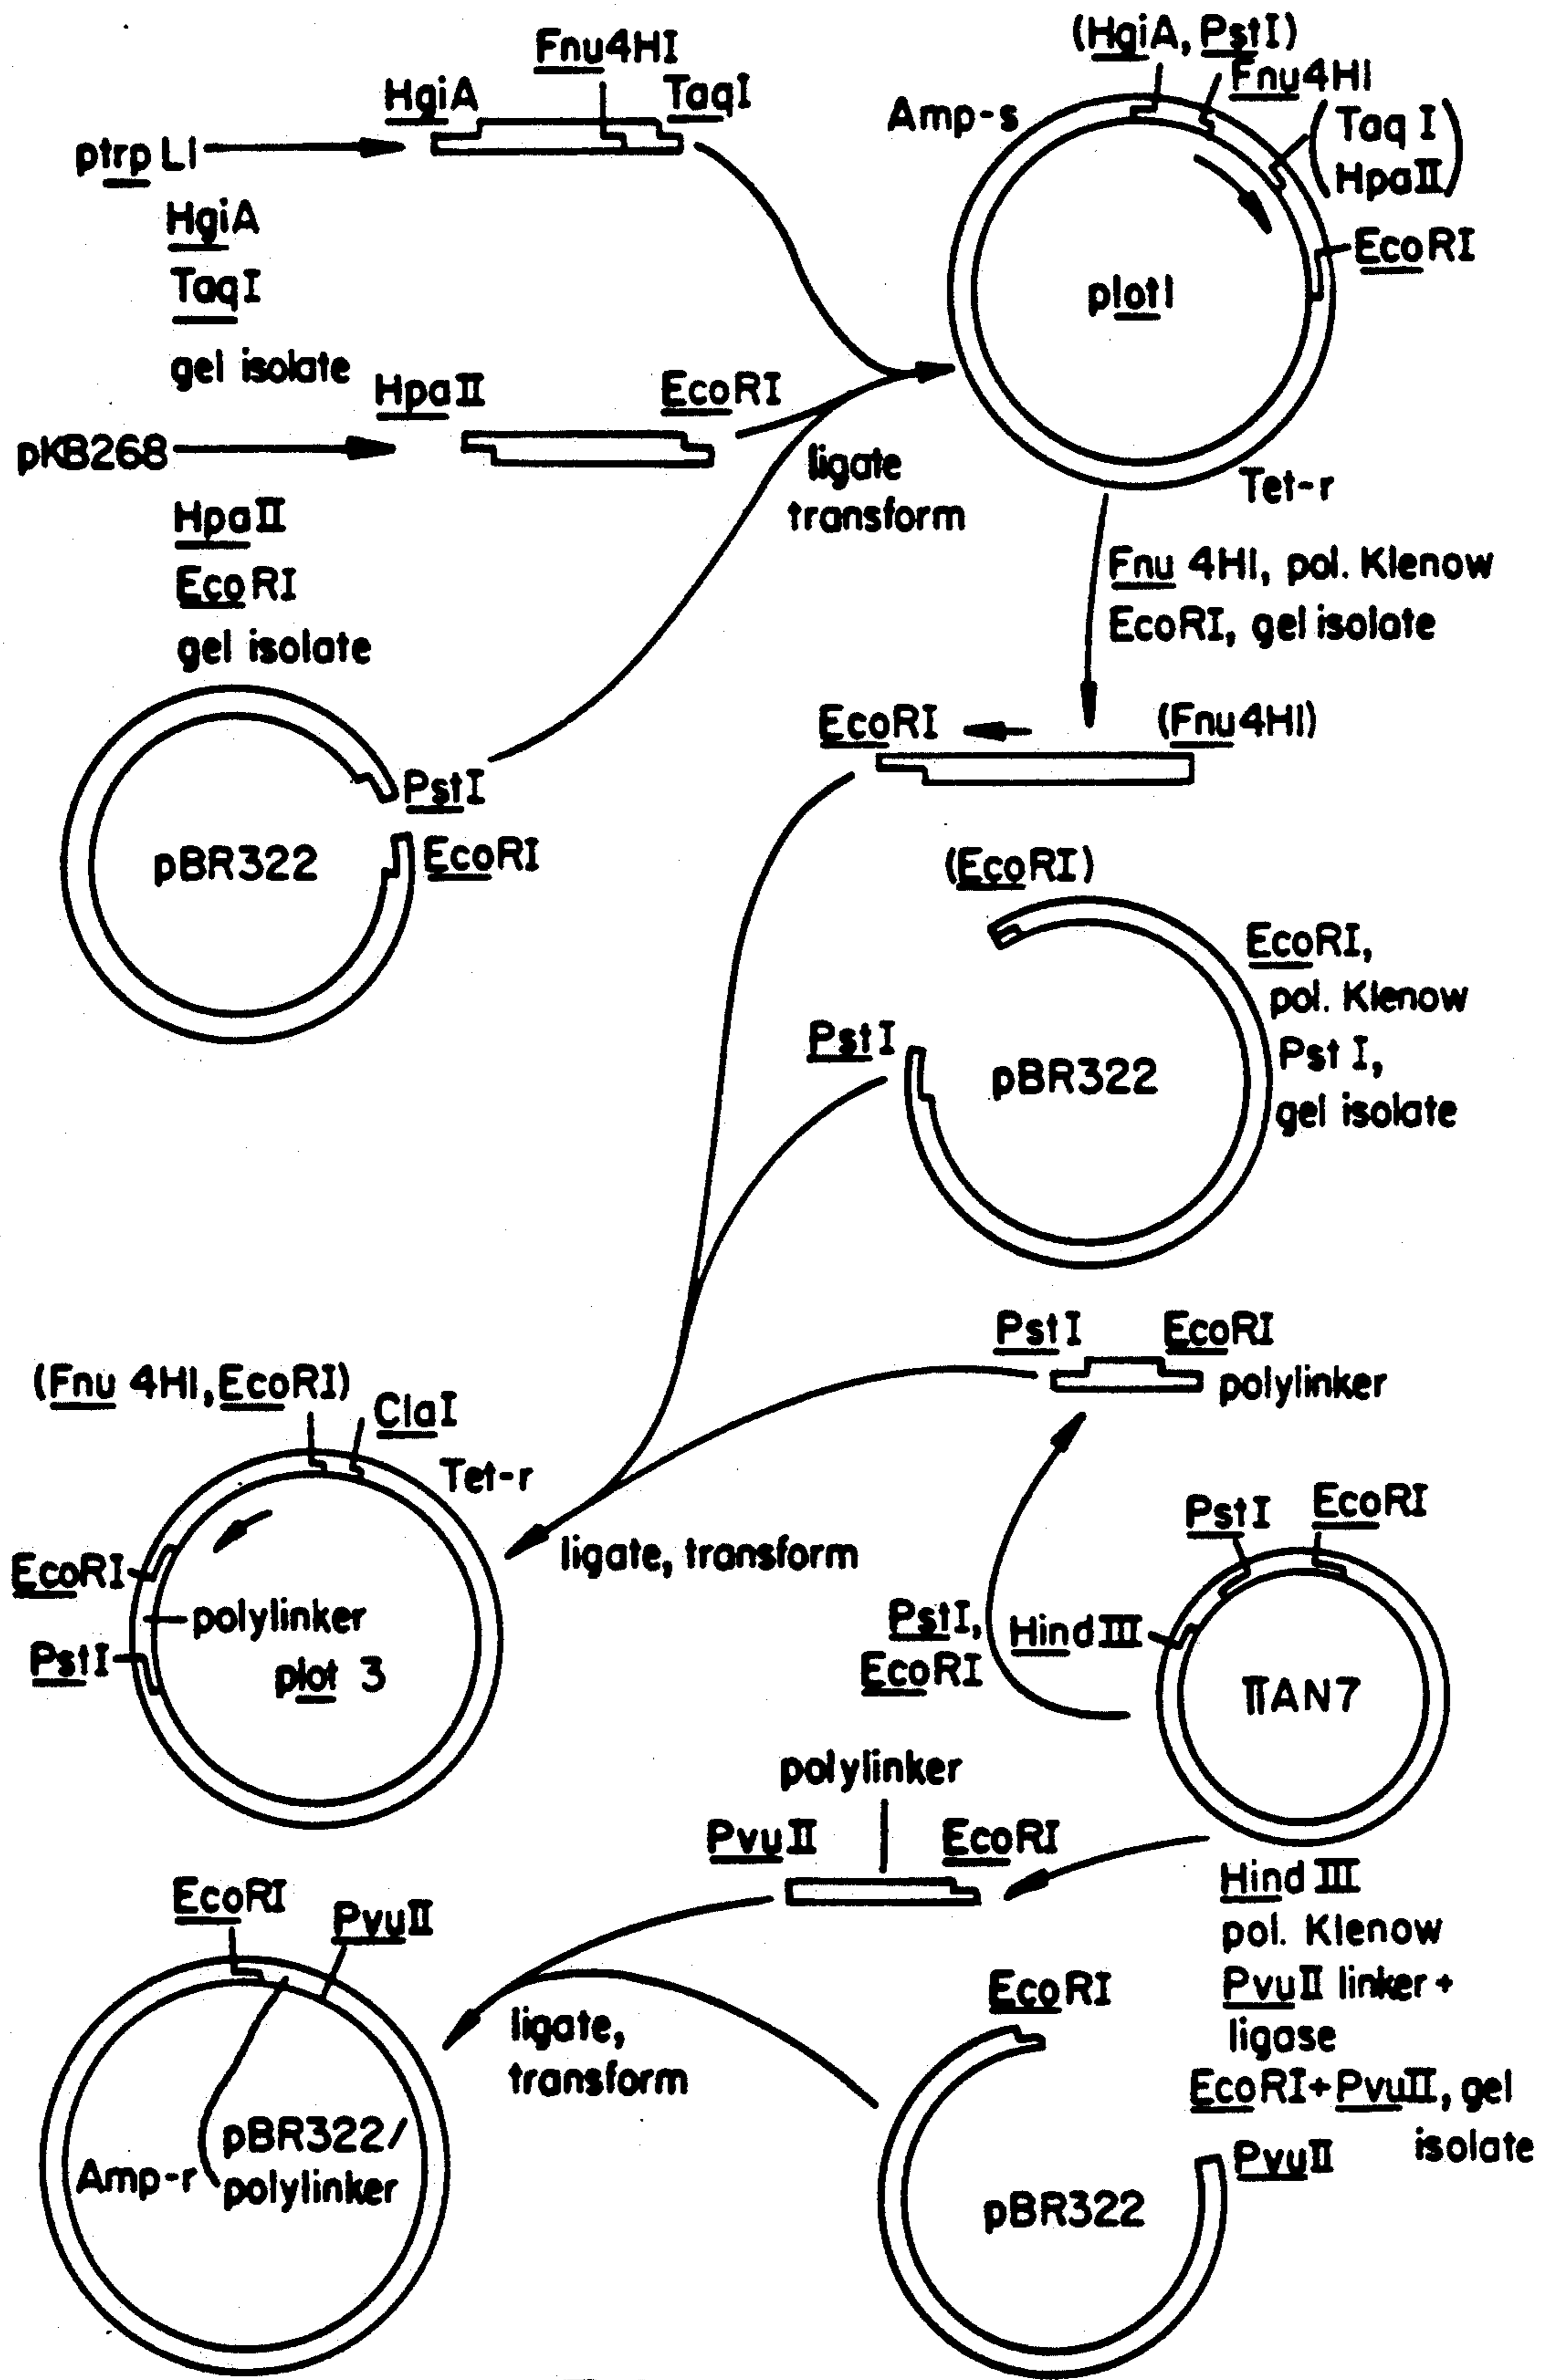 Fnu4HI
HgiA
TaqI
ptrp L1
HgiA
TaqI
gel isolate
(HgiA, PstI)
Fnu4HI
Amp-s
(Taq I
HpaII)
EcoRI
plot1
Tet-r
HpaII
EcoRI
pKB268
HpaII
EcoRI
gel isolate
ligate
transform
Fnu 4HI, pol. Klenow
EcoRI, gel isolate
PstI
EcoRI
pBR322
EcoRI
(Fnu4HI)
(EcoRI)
EcoRI,
pol. Klenow
Pst I,
gel isolate
PstI
pBR322
PstI
EcoRI
polylinker
(Fnu 4HI, EcoRI)
ClaI
Tet-r
EcoRI
polylinker
PstI
plot 3
ligate, transform
PstI
EcoRI
PstI,
EcoRI
HindIII
πAN7
polylinker
PvuII
EcoRI
Hind III
pol. Klenow
PvuII linker +
ligase
EcoRI+PvuII, gel
isolate
EcoRI
PvuII
ligate,
transform
EcoRI
PvuII
pBR322
pBR322/
polylinker
Amp-r